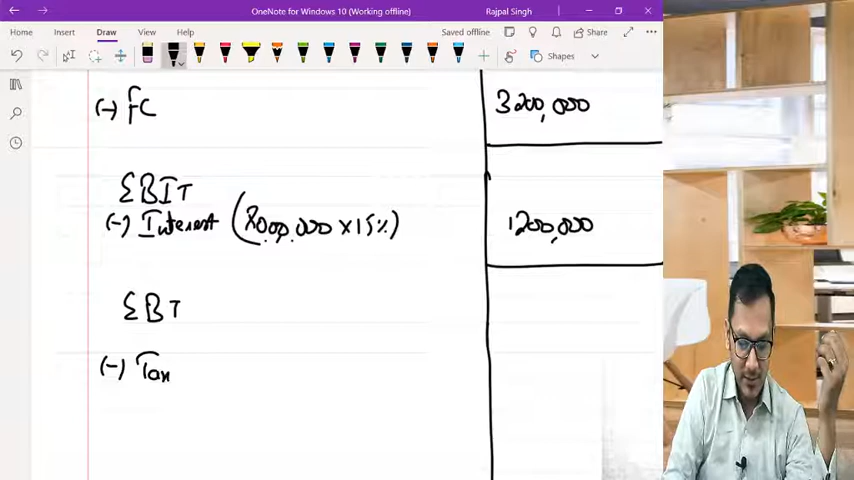 OneNote for Windows 10 (Working offline)
Rajpal Singh
Home Insert Draw View Help
Saved offline
Share
Shapes
(-) FC 3200,000
EBIT
(-) Interest (8000,000 x 15%) 1200,000
EBT
(-) Tax